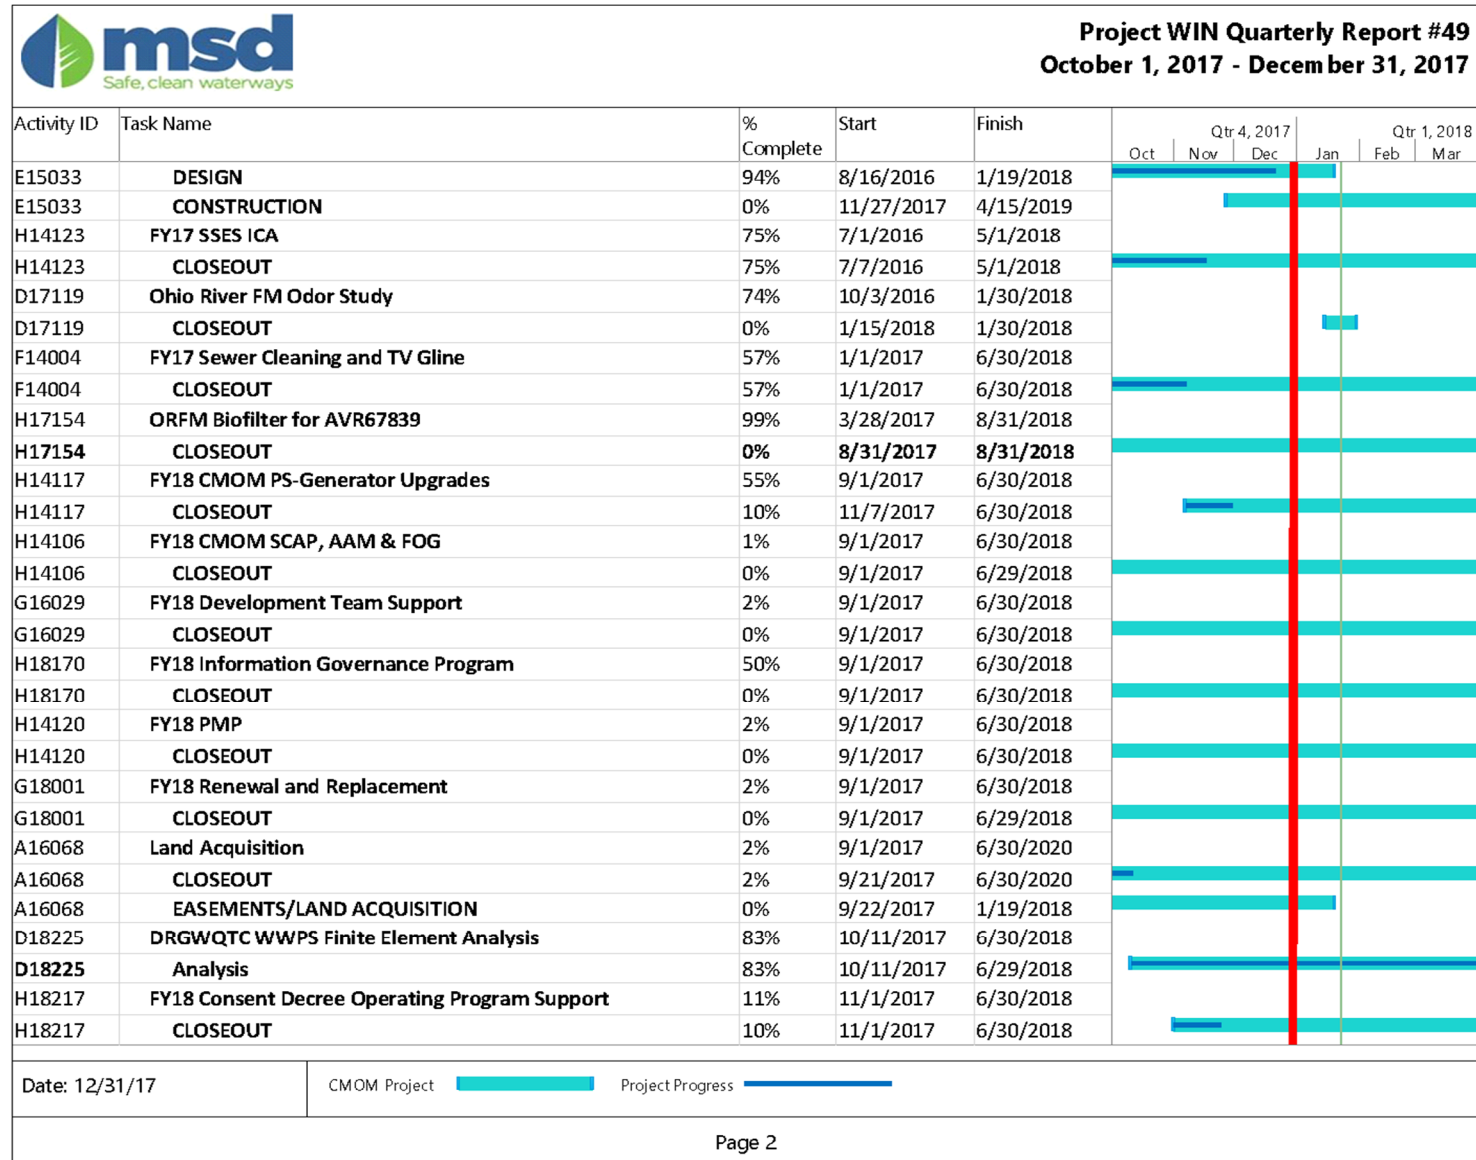 msd
Safe, clean waterways
Project WIN Quarterly Report #49
October 1, 2017 - December 31, 2017
Activity ID Task Name % Complete Start Finish Qtr 4, 2017 Qtr 1, 2018
Oct Nov Dec Jan Feb Mar
E15033 DESIGN 94% 8/16/2016 1/19/2018
E15033 CONSTRUCTION 0% 11/27/2017 4/15/2019
H14123 FY17 SSES ICA 75% 7/1/2016 5/1/2018
H14123 CLOSEOUT 75% 7/7/2016 5/1/2018
D17119 Ohio River FM Odor Study 74% 10/3/2016 1/30/2018
D17119 CLOSEOUT 0% 1/15/2018 1/30/2018
F14004 FY17 Sewer Cleaning and TV Gline 57% 1/1/2017 6/30/2018
F14004 CLOSEOUT 57% 1/1/2017 6/30/2018
H17154 ORFM Biofilter for AVR67839 99% 3/28/2017 8/31/2018
H17154 CLOSEOUT 0% 8/31/2017 8/31/2018
H14117 FY18 CMOM PS-Generator Upgrades 55% 9/1/2017 6/30/2018
H14117 CLOSEOUT 10% 11/7/2017 6/30/2018
H14106 FY18 CMOM SCAP, AAM & FOG 1% 9/1/2017 6/30/2018
H14106 CLOSEOUT 0% 9/1/2017 6/29/2018
G16029 FY18 Development Team Support 2% 9/1/2017 6/30/2018
G16029 CLOSEOUT 0% 9/1/2017 6/30/2018
H18170 FY18 Information Governance Program 50% 9/1/2017 6/30/2018
H18170 CLOSEOUT 0% 9/1/2017 6/30/2018
H14120 FY18 PMP 2% 9/1/2017 6/30/2018
H14120 CLOSEOUT 0% 9/1/2017 6/30/2018
G18001 FY18 Renewal and Replacement 2% 9/1/2017 6/30/2018
G18001 CLOSEOUT 0% 9/1/2017 6/29/2018
A16068 Land Acquisition 2% 9/1/2017 6/30/2020
A16068 CLOSEOUT 2% 9/21/2017 6/30/2020
A16068 EASEMENTS/LAND ACQUISITION 0% 9/22/2017 1/19/2018
D18225 DRGWQTC WWPS Finite Element Analysis 83% 10/11/2017 6/30/2018
D18225 Analysis 83% 10/11/2017 6/29/2018
H18217 FY18 Consent Decree Operating Program Support 11% 11/1/2017 6/30/2018
H18217 CLOSEOUT 10% 11/1/2017 6/30/2018
Date: 12/31/17 CMOM Project Project Progress
Page 2